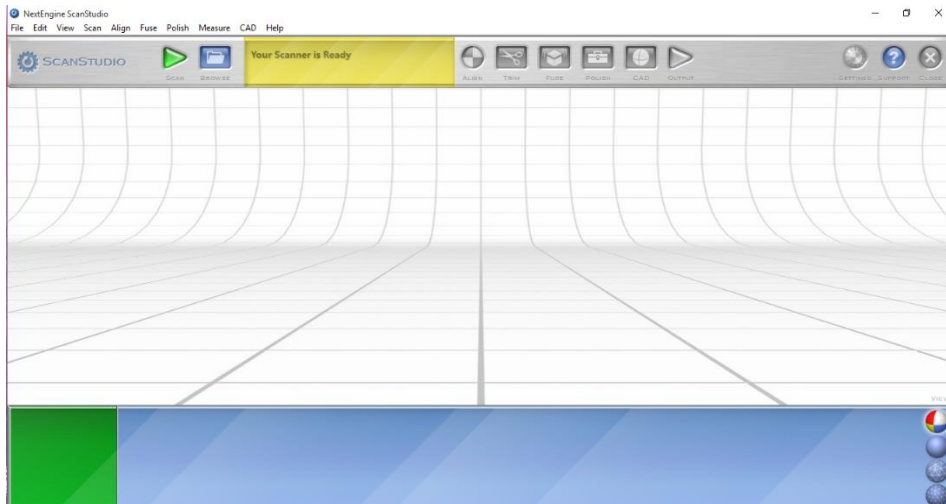 NextEngine ScanStudio
File Edit View Scan Align Fuse Polish Measure CAD Help
SCANSTUDIO
SCAN
BROWSE
Your Scanner is Ready
ALIGN
TRIM
FUSE
POLISH
CAD
OUTPUT
SETTINGS
SUPPORT
CLOSE
VIEW